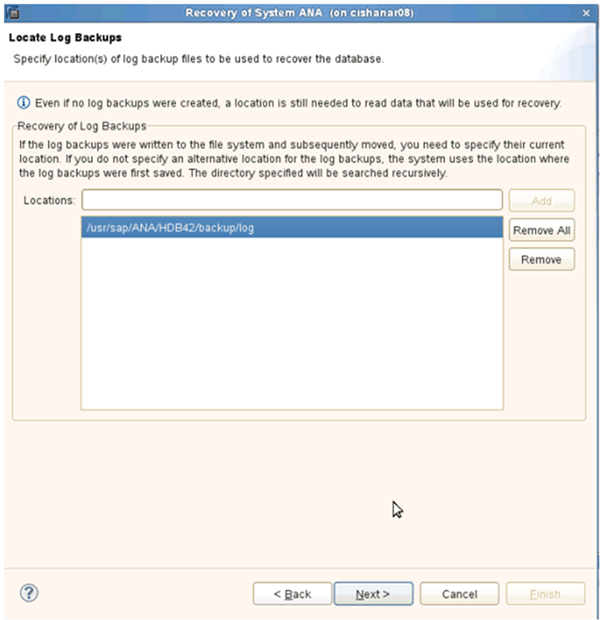 Recovery of System ANA (on cishanar08)
Locate Log Backups
Specify location(s) of log backup files to be used to recover the database.
Even if no log backups were created, a location is still needed to read data that will be used for recovery.
Recovery of Log Backups
If the log backups were written to the file system and subsequently moved, you need to specify their current
location. If you do not specify an alternative location for the log backups, the system uses the location where
the log backups were first saved. The directory specified will be searched recursively.
Locations:
Add
/usr/sap/ANA/HDB42/backup/log
Remove All
Remove
< Back
Next >
Cancel
Finish